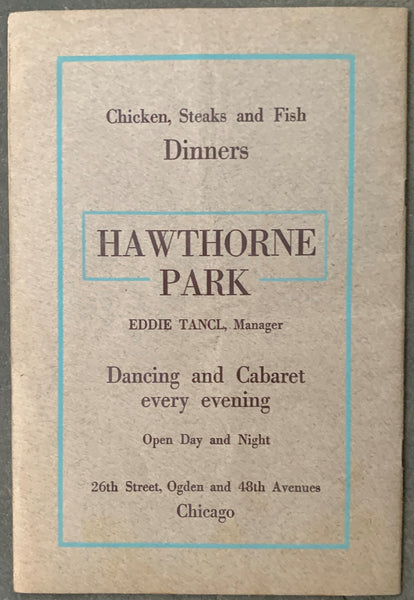 Chicken, Steaks and Fish
Dinners
HAWTHORNE
PARK
EDDIE TANCL, Manager
Dancing and Cabaret
every evening
Open Day and Night
26th Street, Ogden and 48th Avenues
Chicago